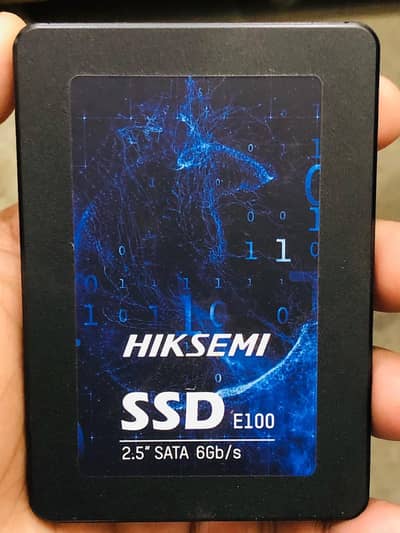 HIKSEMI
SSD E100
2.5" SATA 6Gb/s